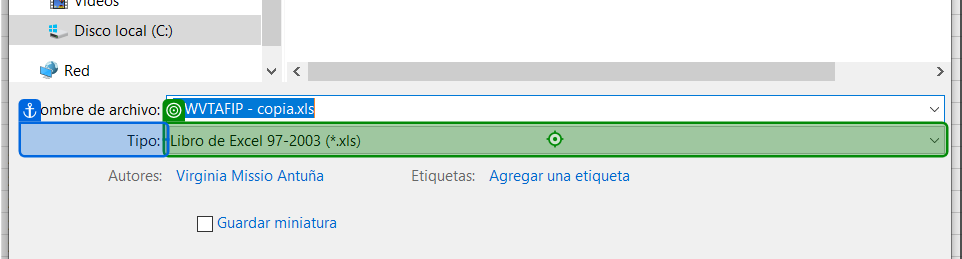 Vídeos
Disco local (C:)
Red
ombre de archivo: WVTAFIP - copia.xls
Tipo: Libro de Excel 97-2003 (*.xls)
Autores: Virginia Missio Antuña Etiquetas: Agregar una etiqueta
Guardar miniatura